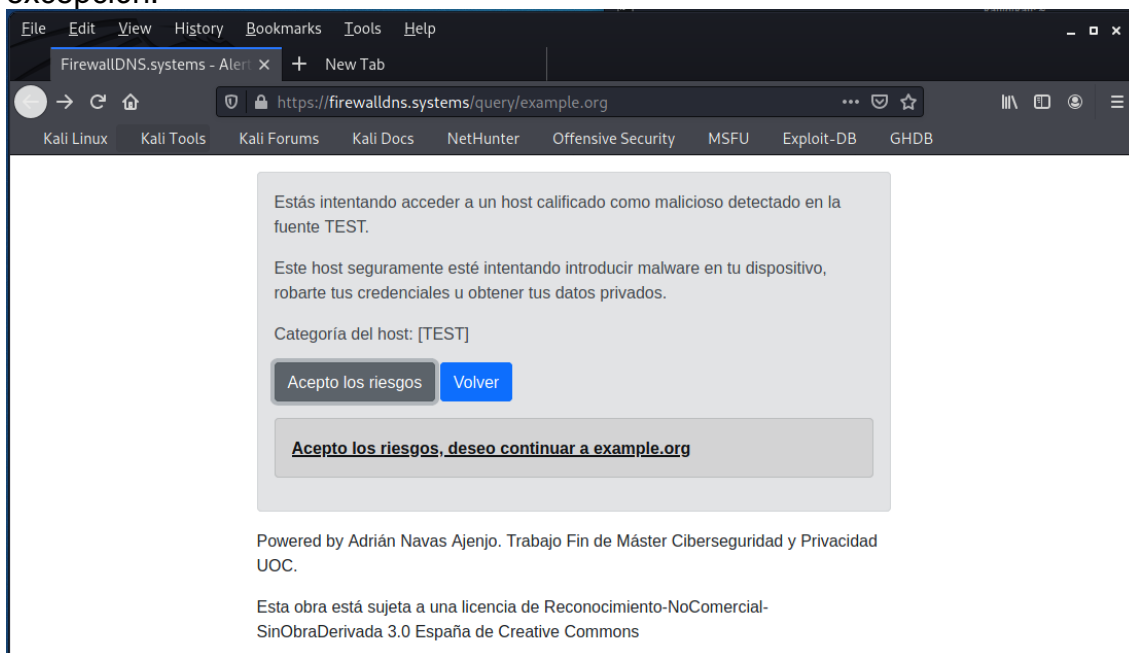 excepción.
File Edit View History Bookmarks Tools Help
FirewallDNS.systems - Alert New Tab
https://firewalldns.systems/query/example.org
Kali Linux Kali Tools Kali Forums Kali Docs NetHunter Offensive Security MSFU Exploit-DB GHDB
Estás intentando acceder a un host calificado como malicioso detectado en la
fuente TEST.
Este host seguramente esté intentando introducir malware en tu dispositivo,
robarte tus credenciales u obtener tus datos privados.
Categoría del host: [TEST]
Acepto los riesgos Volver
Acepto los riesgos, deseo continuar a example.org
Powered by Adrián Navas Ajenjo. Trabajo Fin de Máster Ciberseguridad y Privacidad
UOC.
Esta obra está sujeta a una licencia de Reconocimiento-NoComercial-
SinObraDerivada 3.0 España de Creative Commons